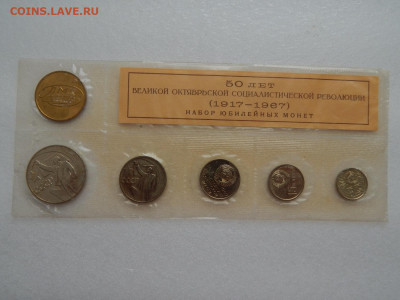 COINS.LAVE.RU
50 ЛЕТ
ВЕЛИКОЙ ОКТЯБРЬСКОЙ СОЦИАЛИСТИЧЕСКОЙ РЕВОЛЮЦИИ
(1917-1967)
НАБОР ЮБИЛЕЙНЫХ МОНЕТ